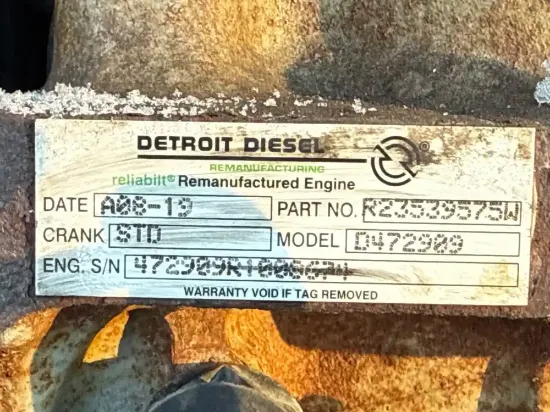 DETROIT DIESEL
REMANUFACTURING
reliabilt® Remanufactured Engine
DATE A08-19 PART NO. R23539575W
CRANK STD MODEL D472909
ENG. S/N
WARRANTY VOID IF TAG REMOVED